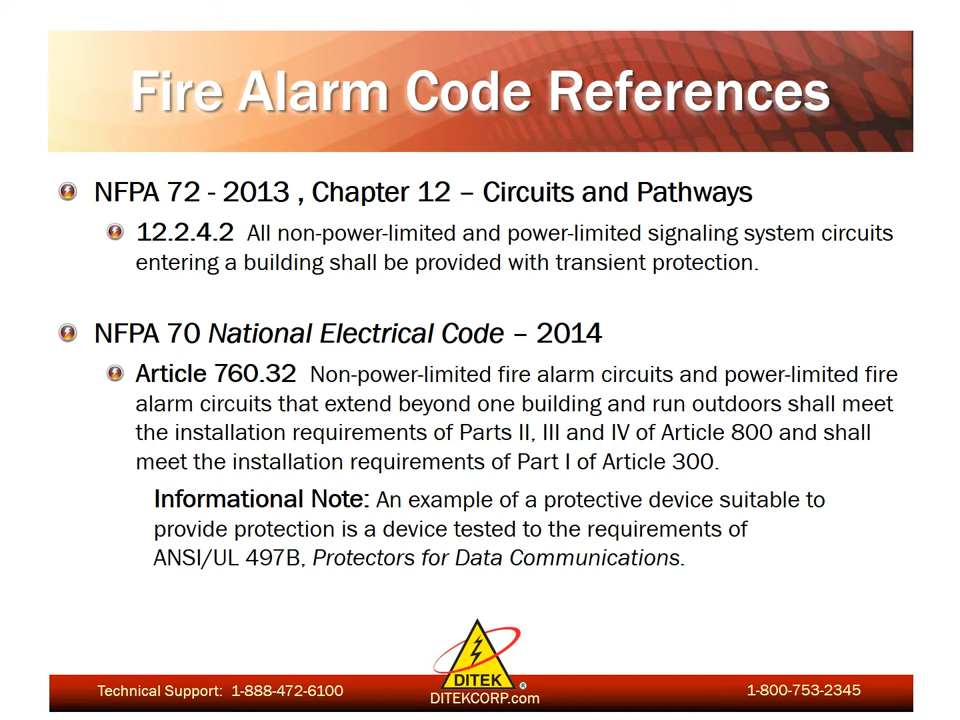 Fire Alarm Code References
NFPA 72 - 2013 , Chapter 12 – Circuits and Pathways
12.2.4.2 All non-power-limited and power-limited signaling system circuits
entering a building shall be provided with transient protection.
NFPA 70 National Electrical Code – 2014
Article 760.32 Non-power-limited fire alarm circuits and power-limited fire
alarm circuits that extend beyond one building and run outdoors shall meet
the installation requirements of Parts II, III and IV of Article 800 and shall
meet the installation requirements of Part I of Article 300.
Informational Note: An example of a protective device suitable to
provide protection is a device tested to the requirements of
ANSI/UL 497B, Protectors for Data Communications.
DITEK ®
Technical Support: 1-888-472-6100
DITEKCORP.com
1-800-753-2345